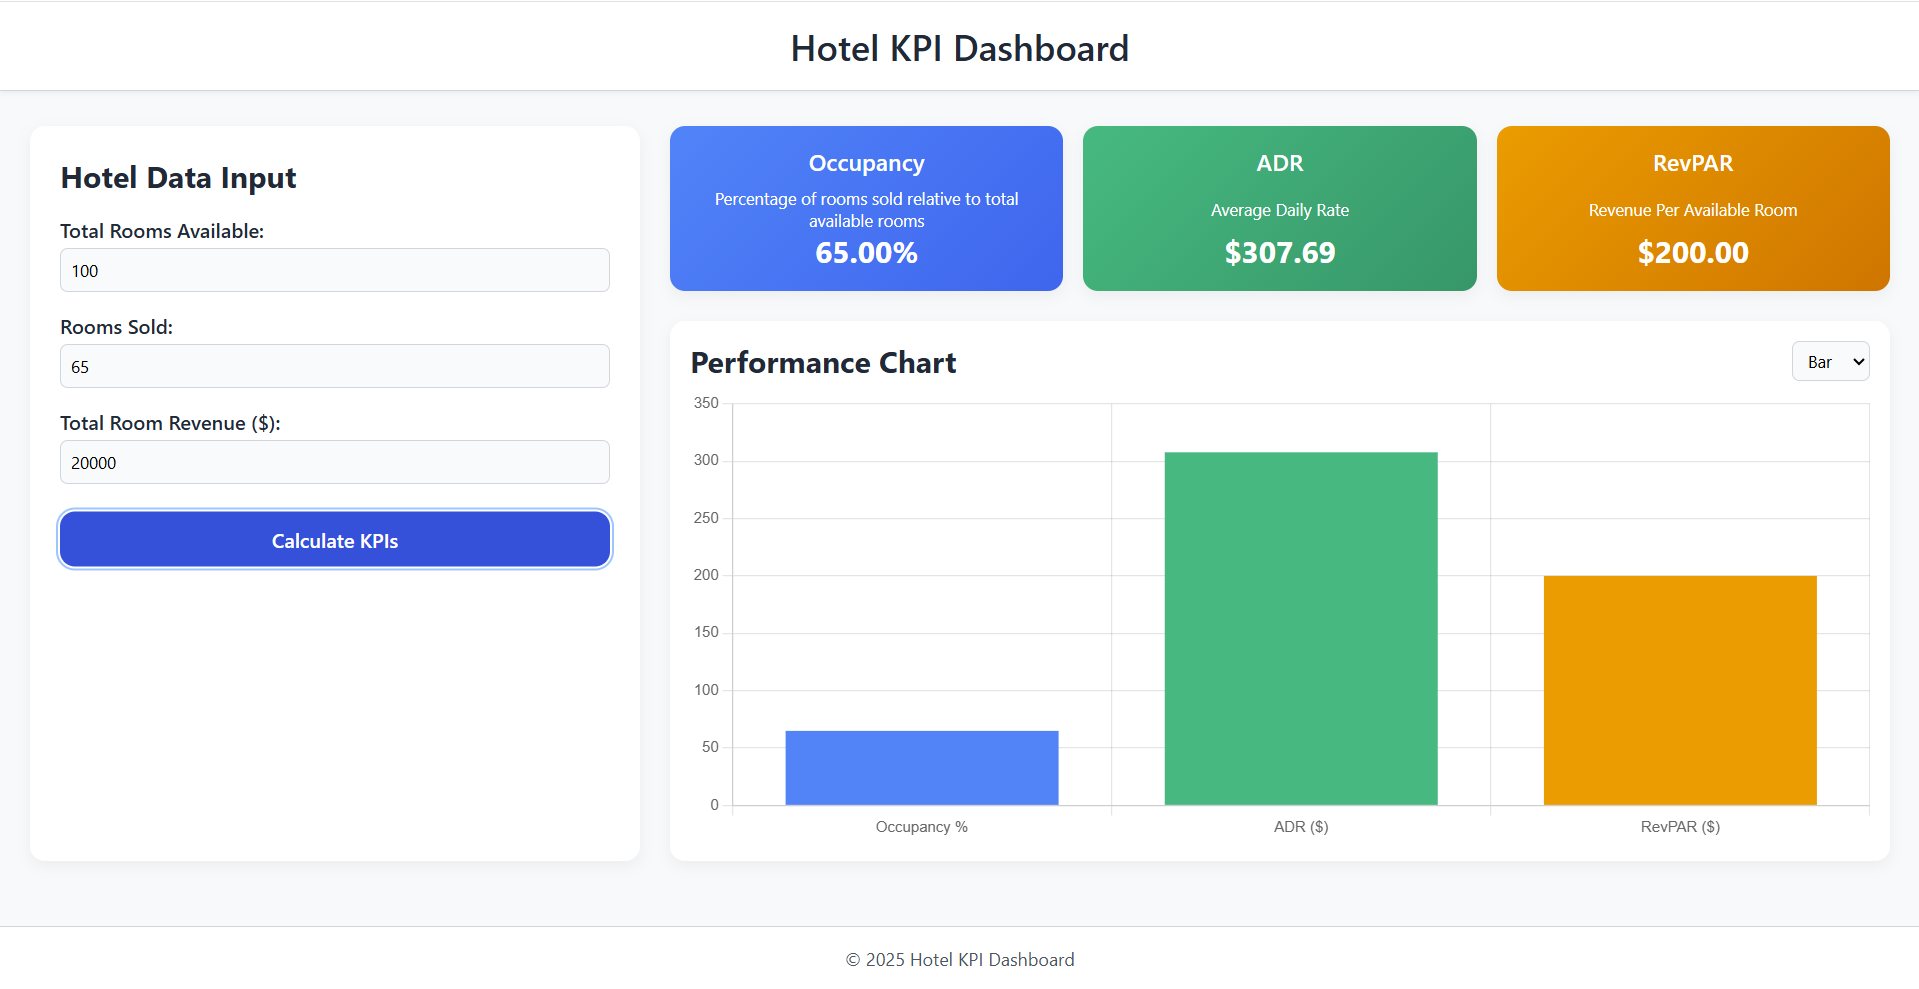 Hotel KPI Dashboard
Hotel Data Input
Total Rooms Available:
100
Rooms Sold:
65
Total Room Revenue ($):
20000
Calculate KPIs
Occupancy
Percentage of rooms sold relative to total
available rooms
65.00%
ADR
Average Daily Rate
$307.69
RevPAR
Revenue Per Available Room
$200.00
Performance Chart
Bar
350
300
250
200
150
100
50
0
Occupancy %
ADR ($)
RevPAR ($)
© 2025 Hotel KPI Dashboard